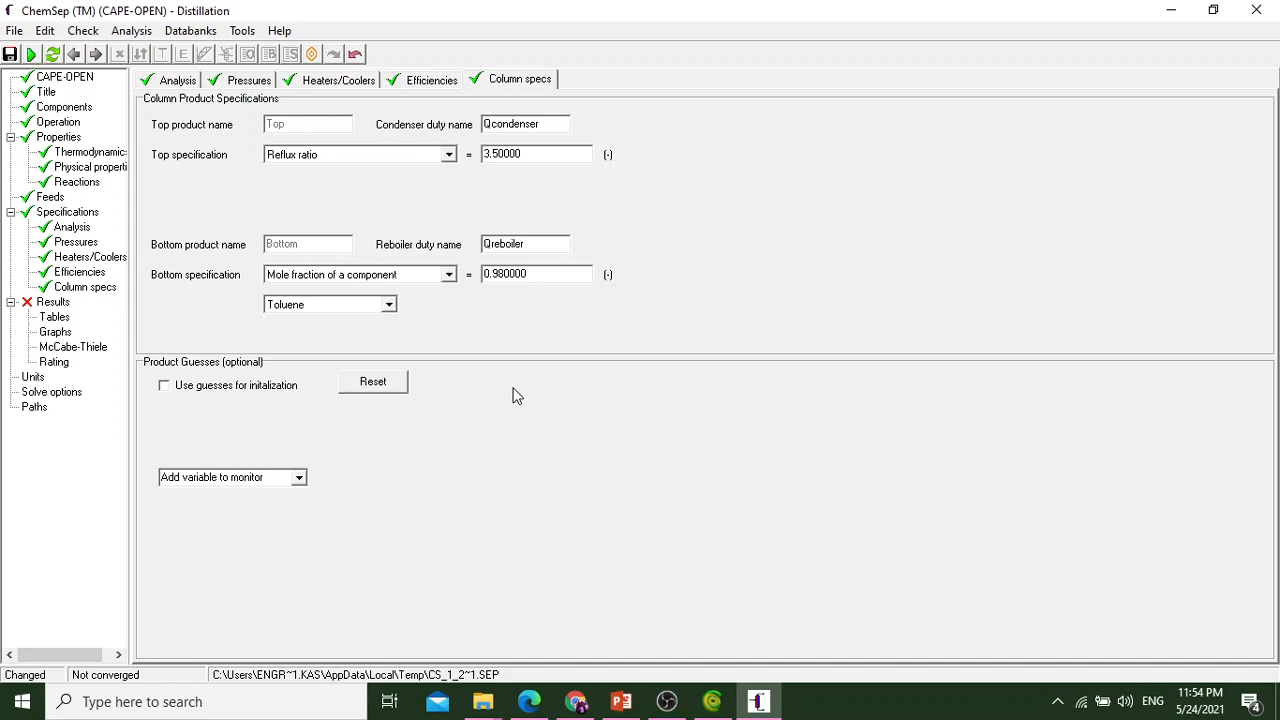 ChemSep (TM) (CAPE-OPEN) - Distillation
File Edit Check Analysis Databanks Tools Help
CAPE-OPEN
Title
Components
Operation
Properties
Thermodynamic:
Physical properti
Reactions
Feeds
Specifications
Analysis
Pressures
Heaters/Coolers
Efficiencies
Column specs
Results
Tables
Graphs
McCabe-Thiele
Rating
Units
Solve options
Paths
Analysis Pressures Heaters/Coolers Efficiencies Column specs
Column Product Specifications
Top product name Top Condenser duty name Qcondenser
Top specification Reflux ratio = 3.50000 (-)
Bottom product name Bottom Reboiler duty name Qreboiler
Bottom specification Mole fraction of a component = 0.980000 (-)
Toluene
Product Guesses (optional)
Use guesses for initalization Reset
Add variable to monitor
Changed Not converged C:\Users\ENGR~1.KAS\AppData\Local\Temp\CS_1_2~1.SEP
Type here to search
ENG
11:54 PM
5/24/2021
4